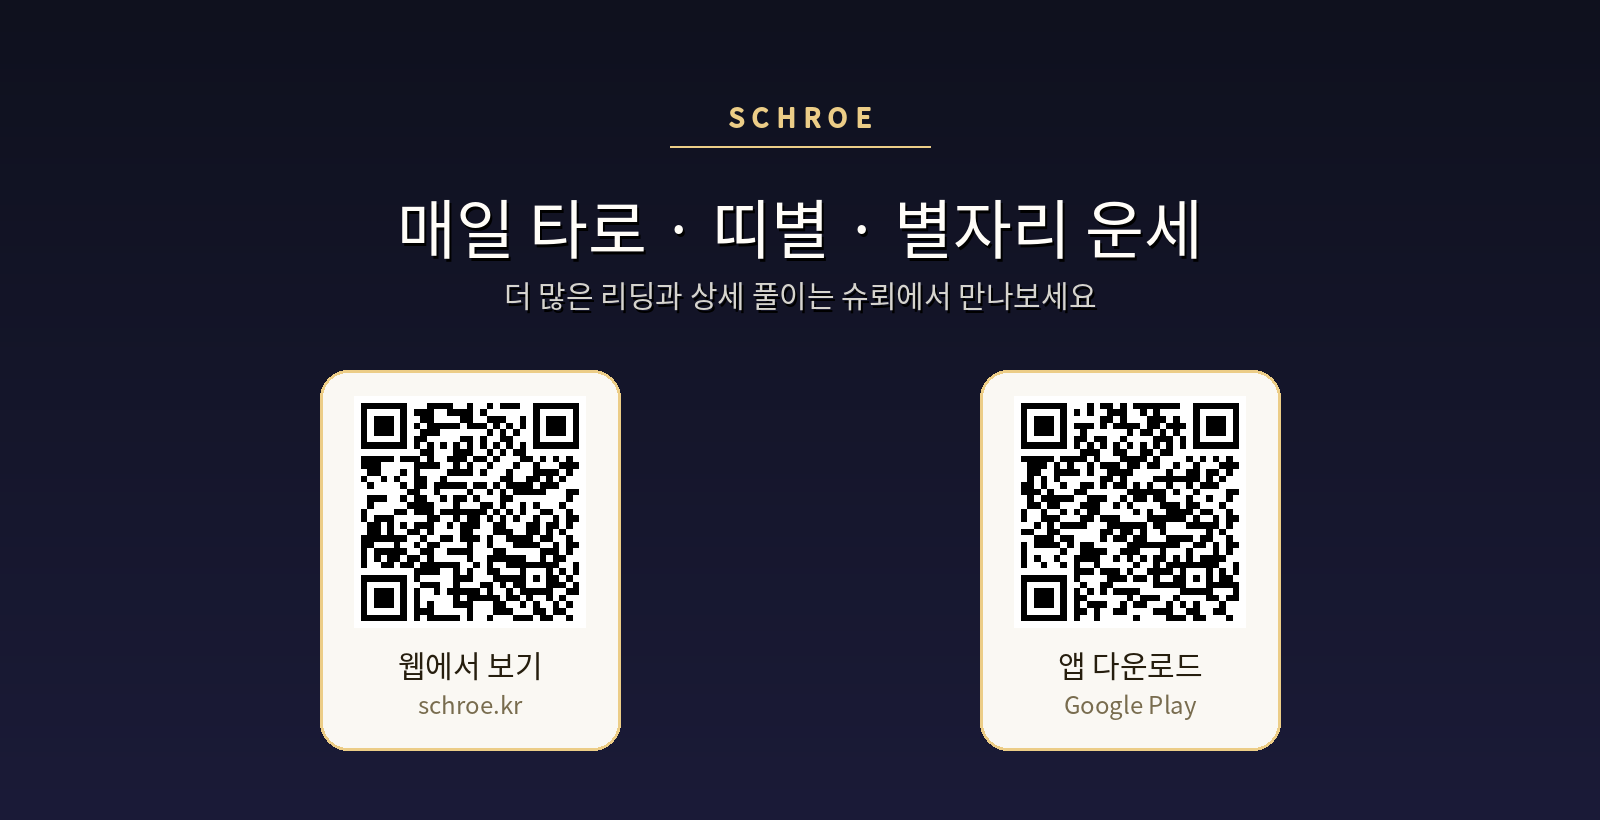 SCHROE
매일 타로 · 띠별 · 별자리 운세
더 많은 리딩과 상세 풀이는 슈뢰에서 만나보세요
웹에서 보기
schroe.kr
앱 다운로드
Google Play